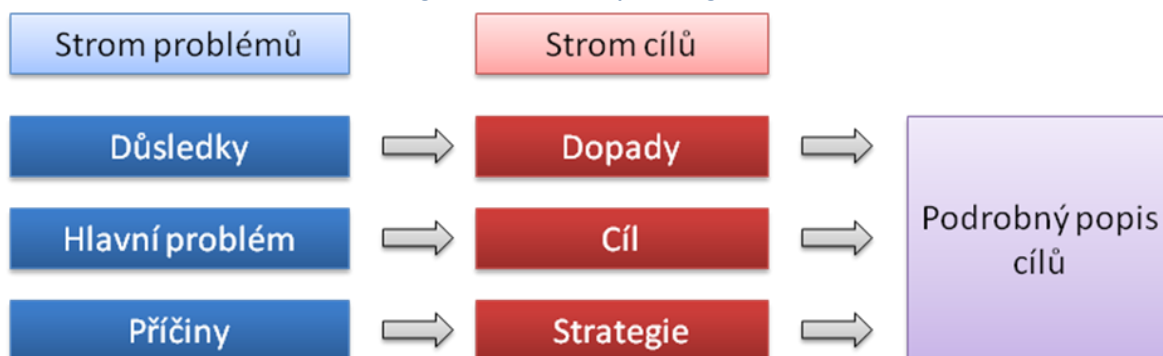 Strom problémů
Strom cílů
Důsledky
Dopady
Hlavní problém
Cíl
Podrobný popis
cílů
Příčiny
Strategie